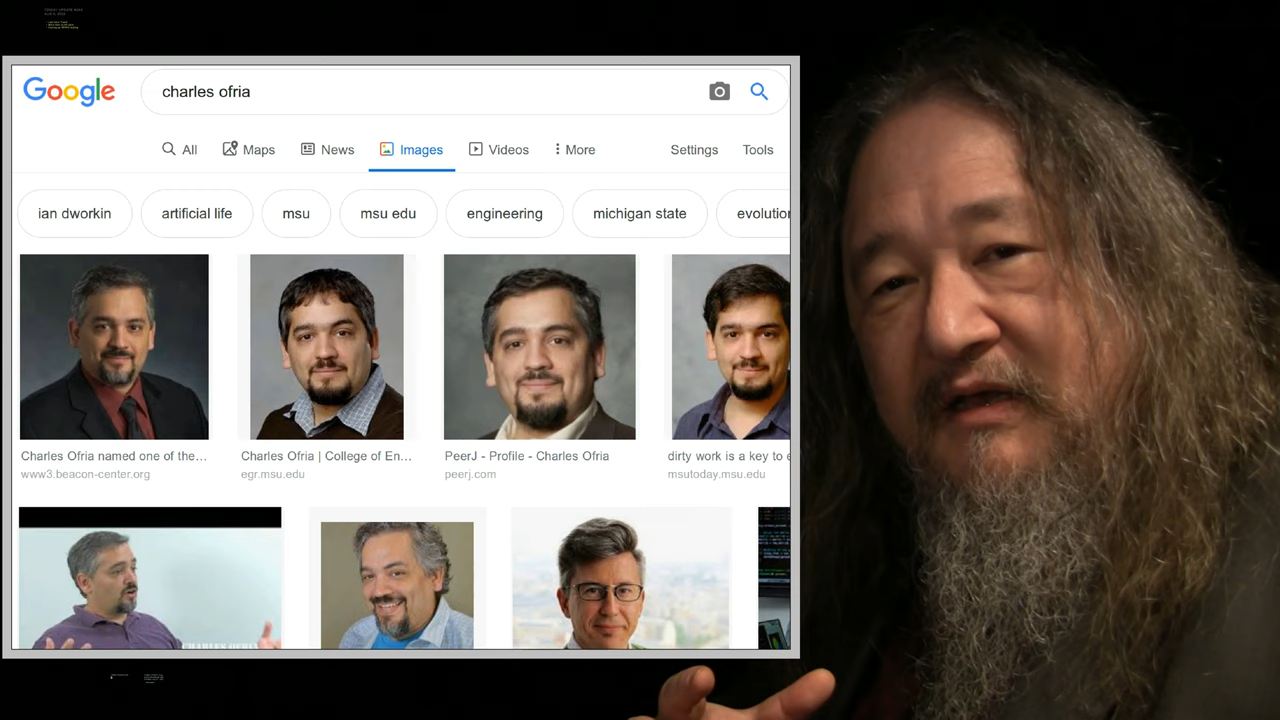 Google
charles ofria
All Maps News Images Videos More Settings Tools
ian dworkin artificial life msu msu edu engineering michigan state evolution
Charles Ofria named one of the... Charles Ofria | College of En... PeerJ - Profile - Charles Ofria dirty work is a key to e
www3.beacon-center.org egr.msu.edu peerj.com msutoday.msu.edu